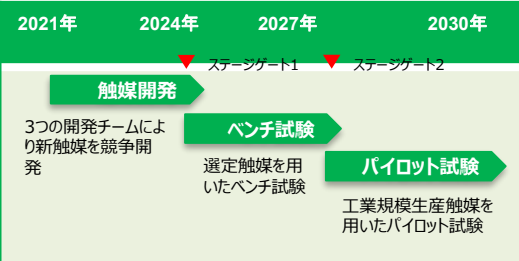 2021年 2024年 2027年 2030年
ステージゲート1 ステージゲート2
触媒開発
3つの開発チームによ
り新触媒を競争開
発
ベンチ試験
選定触媒を用
いたベンチ試験
パイロット試験
工業規模生産触媒を
用いたパイロット試験